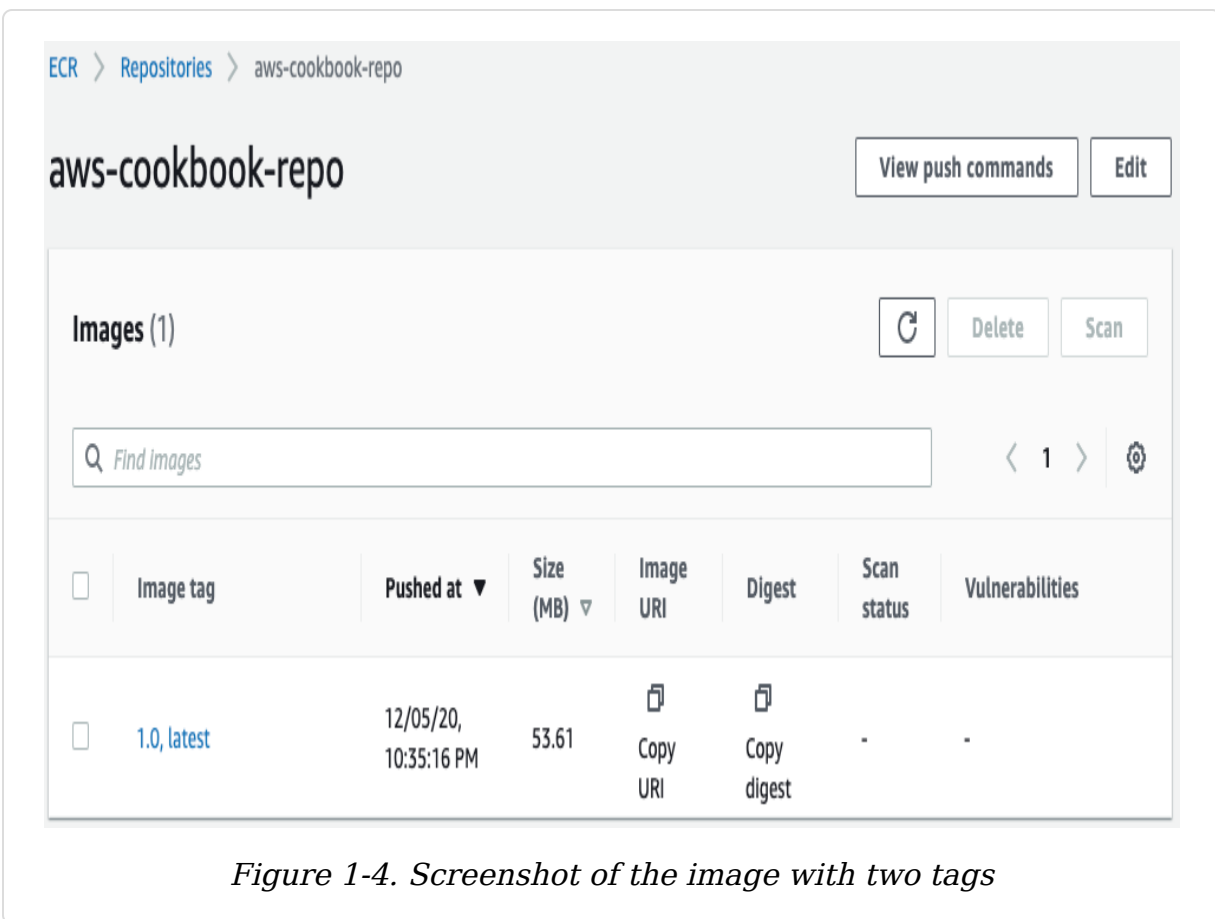 ECR > Repositories > aws-cookbook-repo
aws-cookbook-repo
View push commands
Edit
Images (1)
Delete
Scan
Find images
1
Image tag
Pushed at
Size
(MB)
Image
URI
Digest
Scan
status
Vulnerabilities
1.0, latest
12/05/20,
10:35:16 PM
53.61
Copy
URI
Copy
digest
-
-
Figure 1-4. Screenshot of the image with two tags